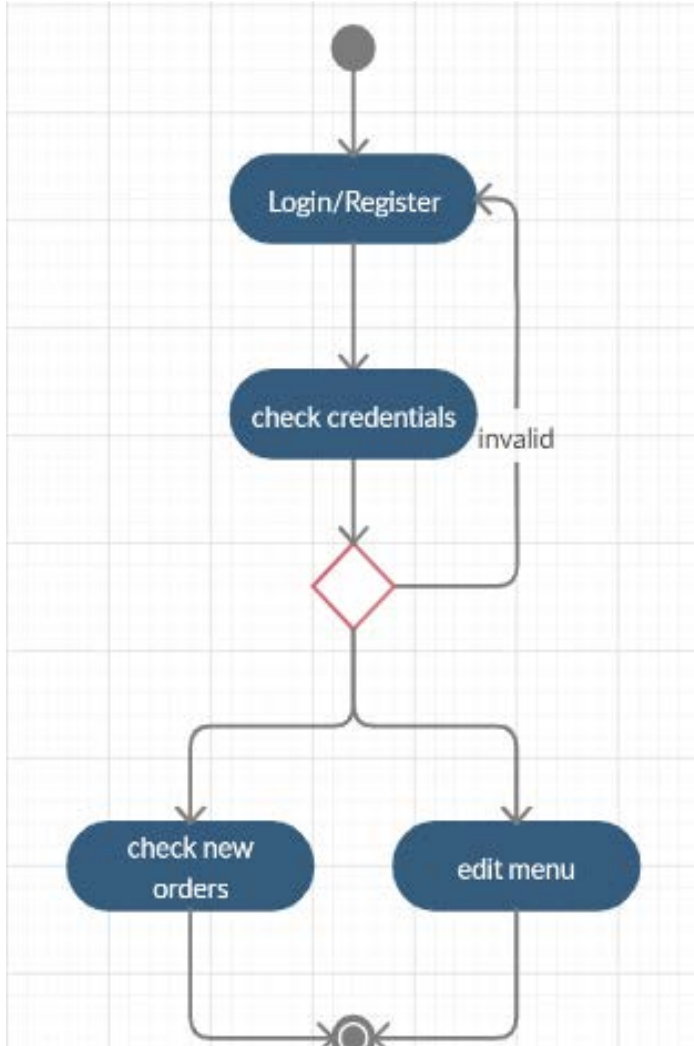 Login/Register
check credentials
invalid
check new
orders
edit menu